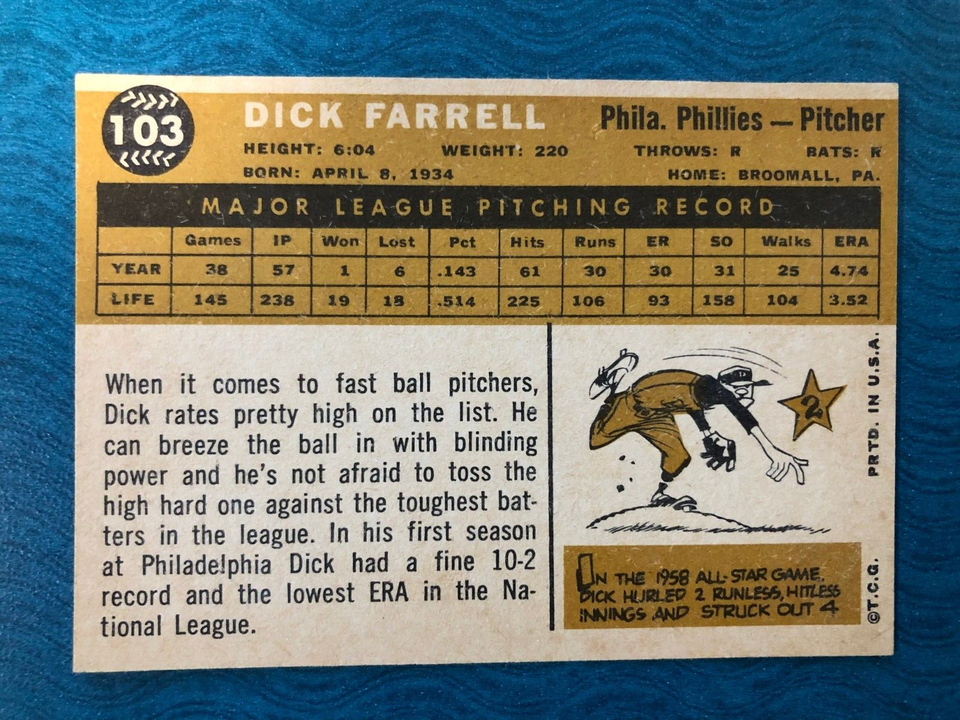 103
DICK FARRELL
Phila. Phillies — Pitcher
HEIGHT: 6:04 WEIGHT: 220 THROWS: R BATS: R
BORN: APRIL 8, 1934 HOME: BROOMALL, PA.
MAJOR LEAGUE PITCHING RECORD
Games IP Won Lost Pct Hits Runs ER SO Walks ERA
YEAR 38 57 1 6 .143 61 30 30 31 25 4.74
LIFE 145 238 19 18 .514 225 106 93 158 104 3.52
When it comes to fast ball pitchers,
Dick rates pretty high on the list. He
can breeze the ball in with blinding
power and he's not afraid to toss the
high hard one against the toughest bat-
ters in the league. In his first season
at Philadelphia Dick had a fine 10-2
record and the lowest ERA in the Na-
tional League.
2
IN THE 1958 ALL-STAR GAME,
DICK HURLED 2 RUNLESS, HITLESS
INNINGS AND STRUCK OUT 4
PRTD. IN U.S.A.
©T.C.G.